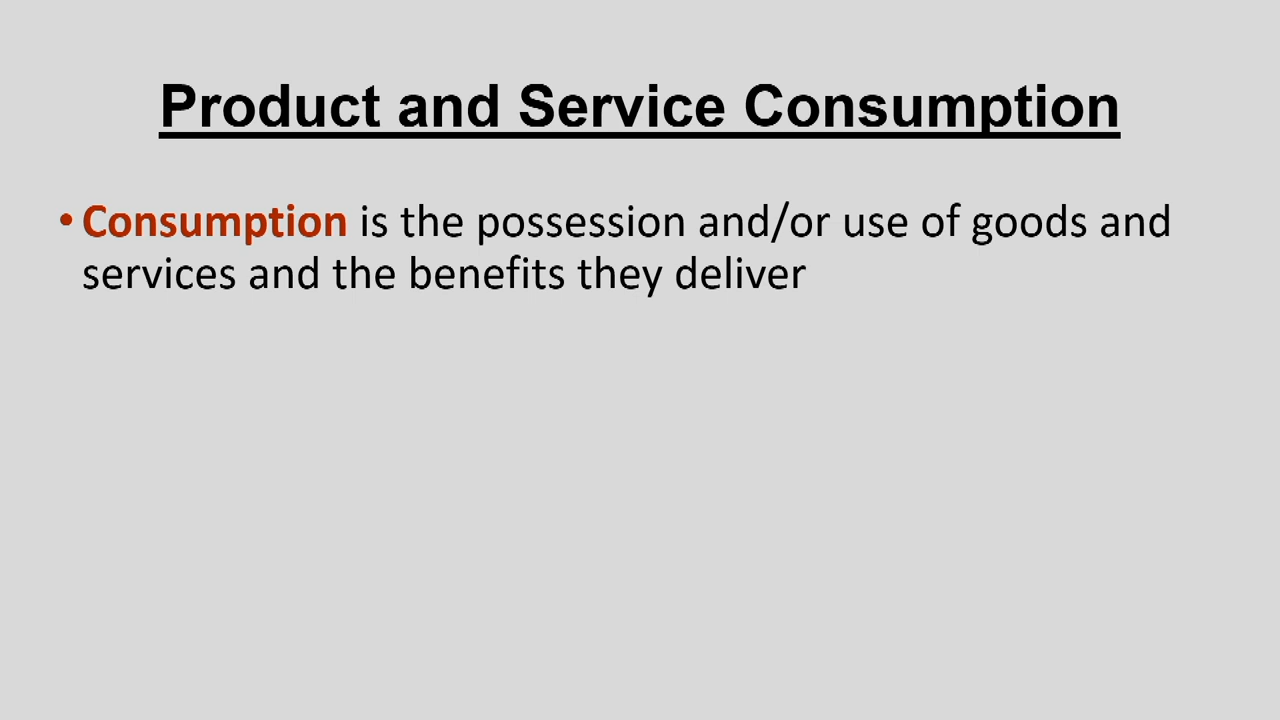 Product and Service Consumption
• Consumption is the possession and/or use of goods and
services and the benefits they deliver